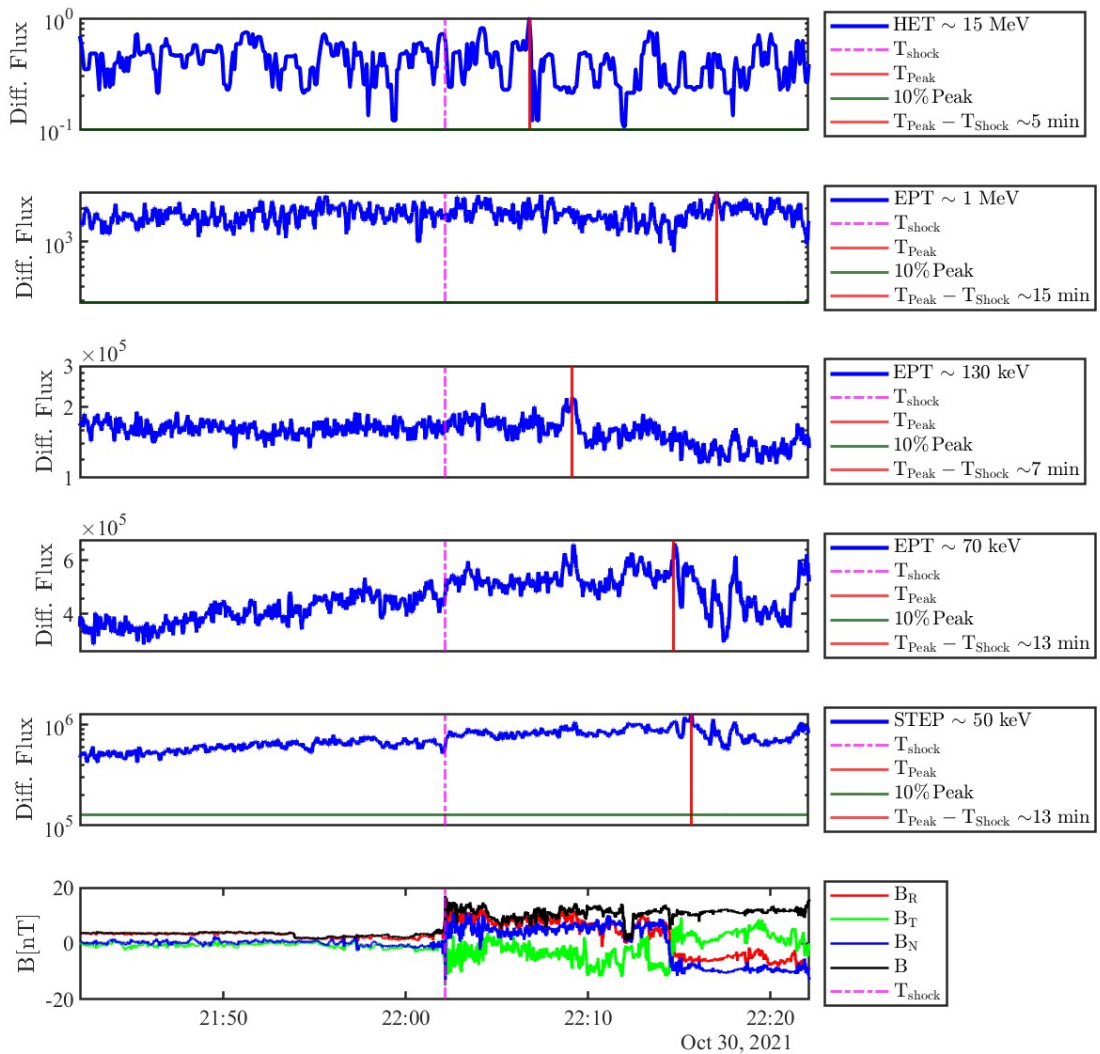 10^0
Diff. Flux
10^-1
HET ~ 15 MeV
T_shock
T_Peak
10% Peak
T_Peak − T_Shock ~5 min
Diff. Flux
10^3
EPT ~ 1 MeV
T_shock
T_Peak
10% Peak
T_Peak − T_Shock ~15 min
×10^5
3
2
1
Diff. Flux
EPT ~ 130 keV
T_shock
T_Peak
10% Peak
T_Peak − T_Shock ~7 min
×10^5
6
4
Diff. Flux
EPT ~ 70 keV
T_shock
T_Peak
10% Peak
T_Peak − T_Shock ~13 min
10^6
10^5
Diff. Flux
STEP ~ 50 keV
T_shock
T_Peak
10% Peak
T_Peak − T_Shock ~13 min
20
0
-20
B[nT]
B_R
B_T
B_N
B
T_shock
21:50 22:00 22:10 22:20
Oct 30, 2021